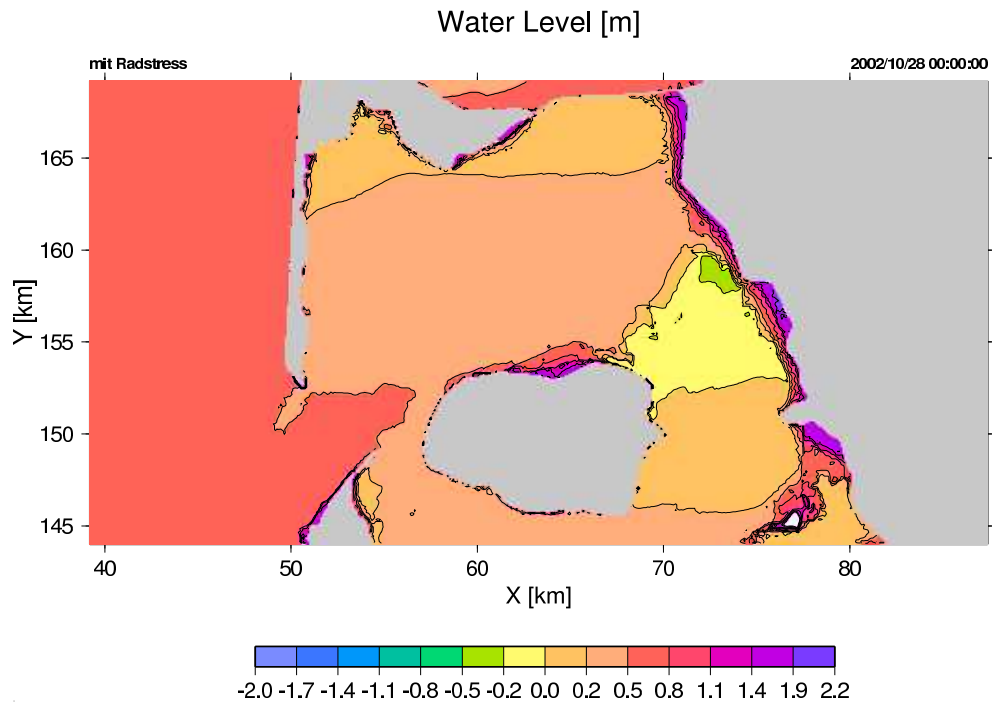 Water Level [m]
mit Radstress 2002/10/28 00:00:00
165
160
155
150
145
Y [km]
40 50 60 70 80
X [km]
-2.0 -1.7 -1.4 -1.1 -0.8 -0.5 -0.2 0.0 0.2 0.5 0.8 1.1 1.4 1.9 2.2